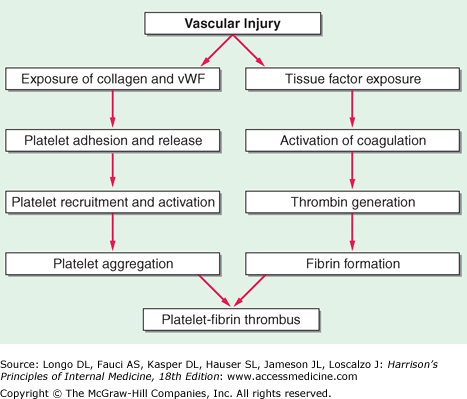 Vascular Injury
Exposure of collagen and vWF
Tissue factor exposure
Platelet adhesion and release
Activation of coagulation
Platelet recruitment and activation
Thrombin generation
Platelet aggregation
Fibrin formation
Platelet-fibrin thrombus
Source: Longo DL, Fauci AS, Kasper DL, Hauser SL, Jameson JL, Loscalzo J: Harrison's
Principles of Internal Medicine, 18th Edition: www.accessmedicine.com
Copyright © The McGraw-Hill Companies, Inc. All rights reserved.